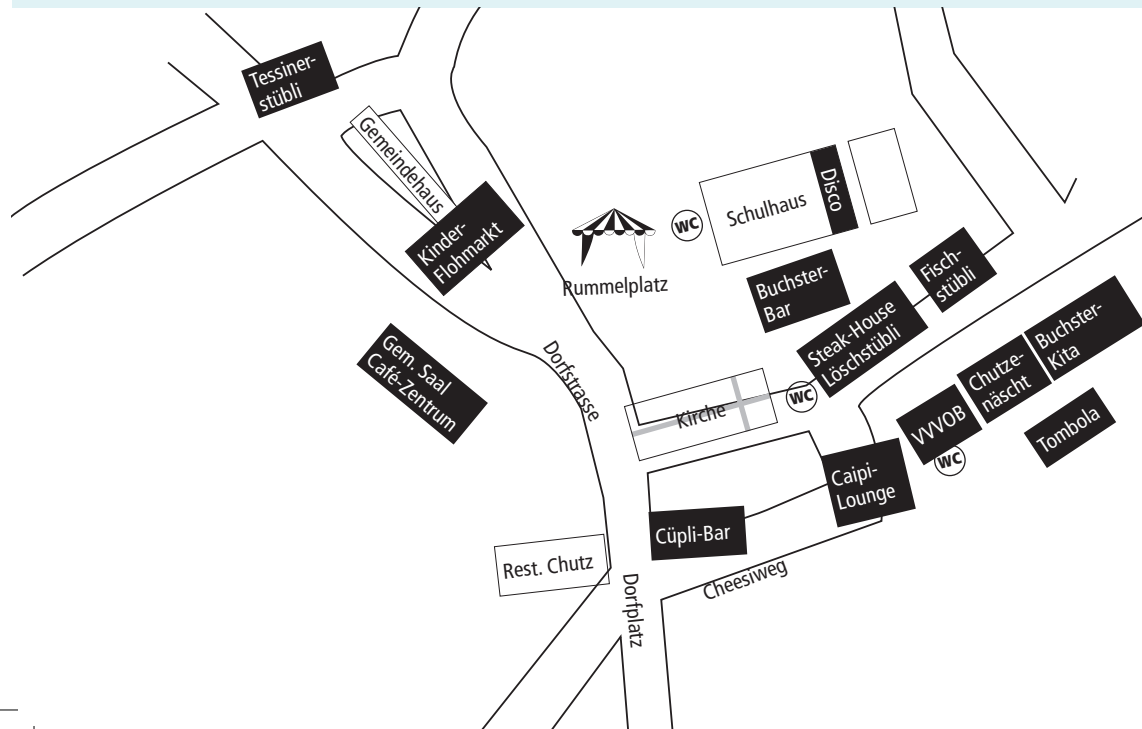 Tessiner-
stübli
Gemeindehaus
Kinder-
Flohmarkt
Rummelplatz
WC
Schulhaus
Disco
Buchster-
Bar
Fisch-
stübli
Steak-House
Löschstübli
Buchster-
Kita
Chutze-
näscht
VVVOB
Tombola
WC
WC
Gem. Saal
Café-Zentrum
Dorfstrasse
Kirche
Caipi-
Lounge
Cüpli-Bar
Rest. Chutz
Cheesiweg
Dorfplatz